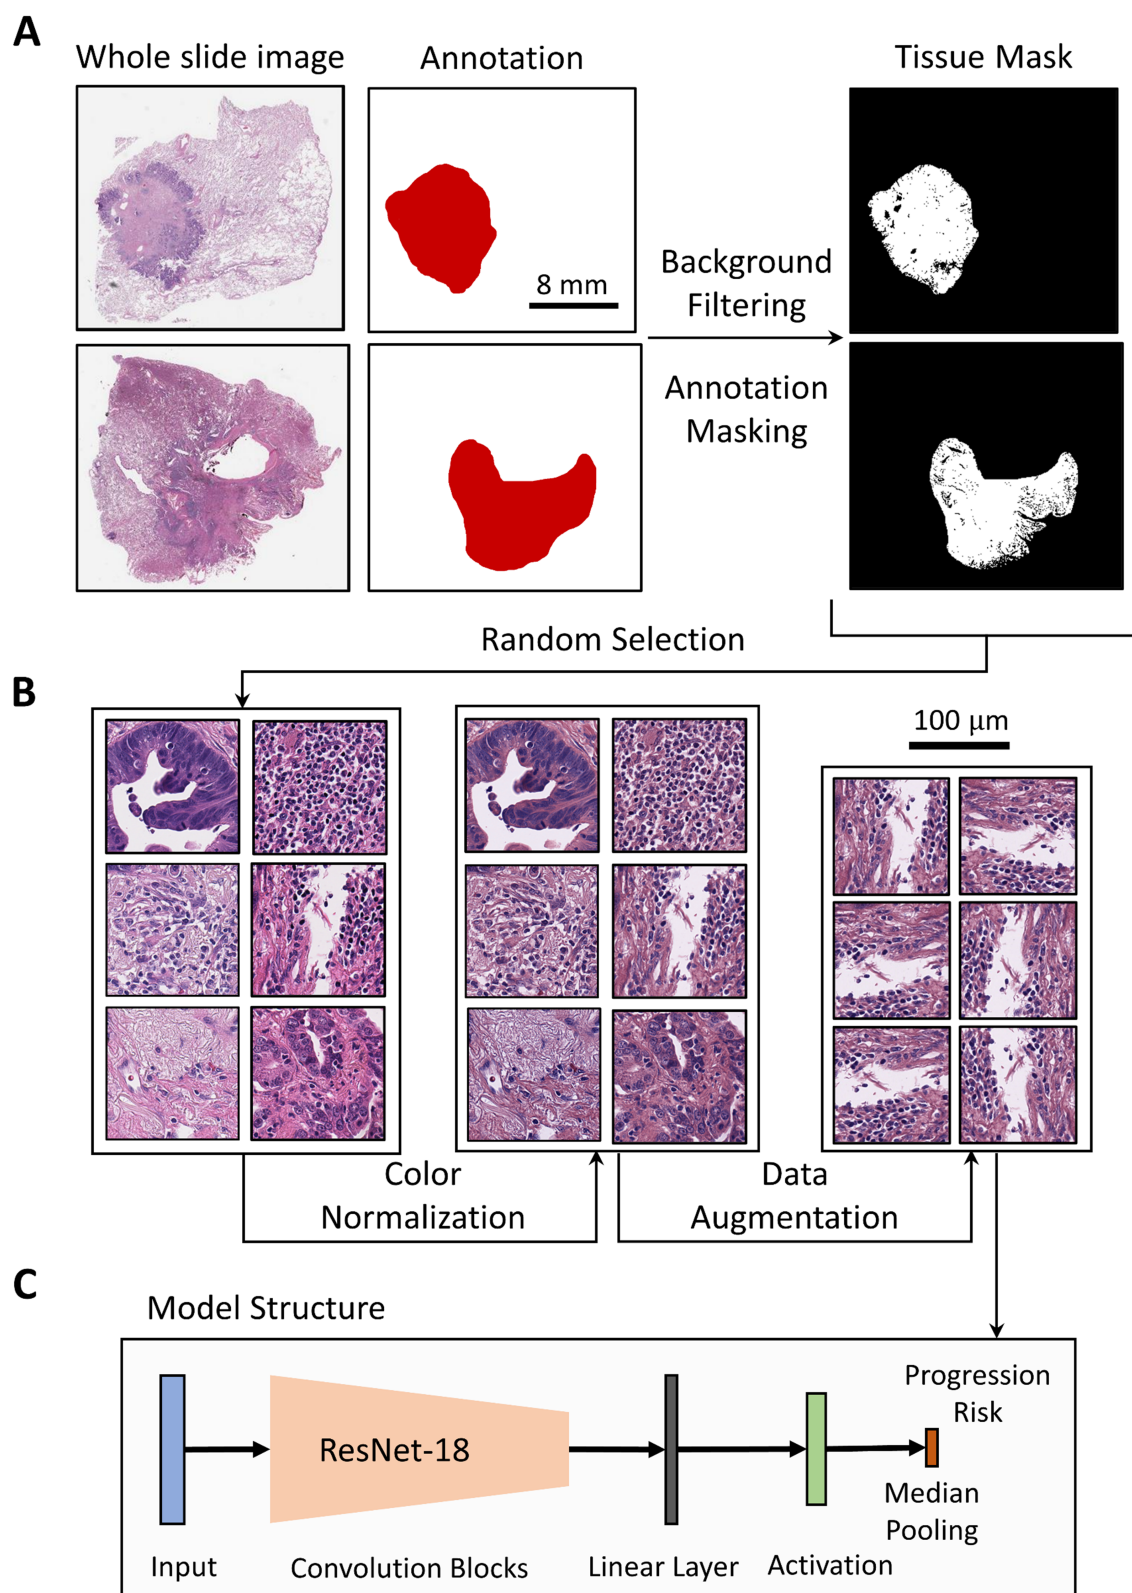 A
Whole slide image
Annotation
Tissue Mask
8 mm
Background
Filtering
Annotation
Masking
Random Selection
B
100 μm
Color
Normalization
Data
Augmentation
C
Model Structure
Progression
Risk
ResNet-18
Median
Pooling
Input
Convolution Blocks
Linear Layer
Activation